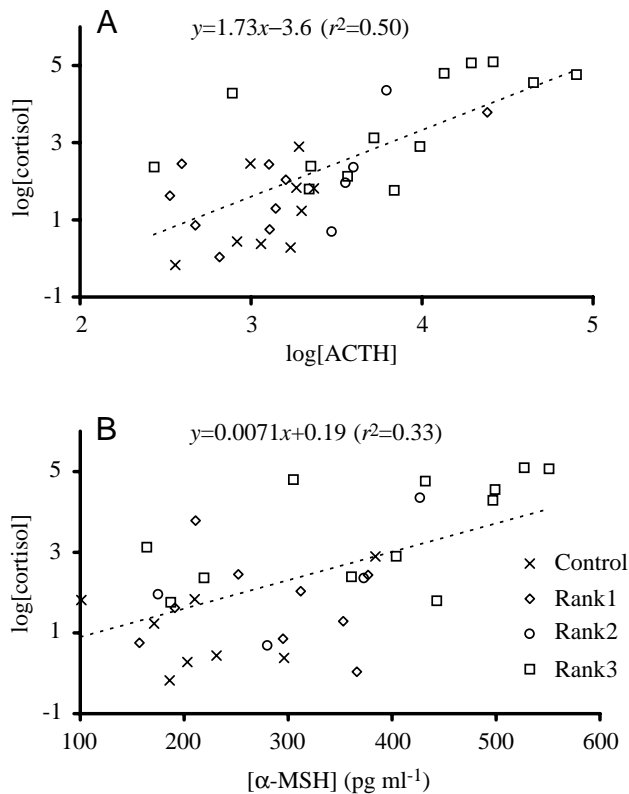 A
y=1.73x−3.6 (r²=0.50)
log[cortisol]
5
3
1
-1
2
3
4
5
log[ACTH]
B
y=0.0071x+0.19 (r²=0.33)
log[cortisol]
5
3
1
-1
Control
Rank1
Rank2
Rank3
100
200
300
400
500
600
[α-MSH] (pg ml⁻¹)